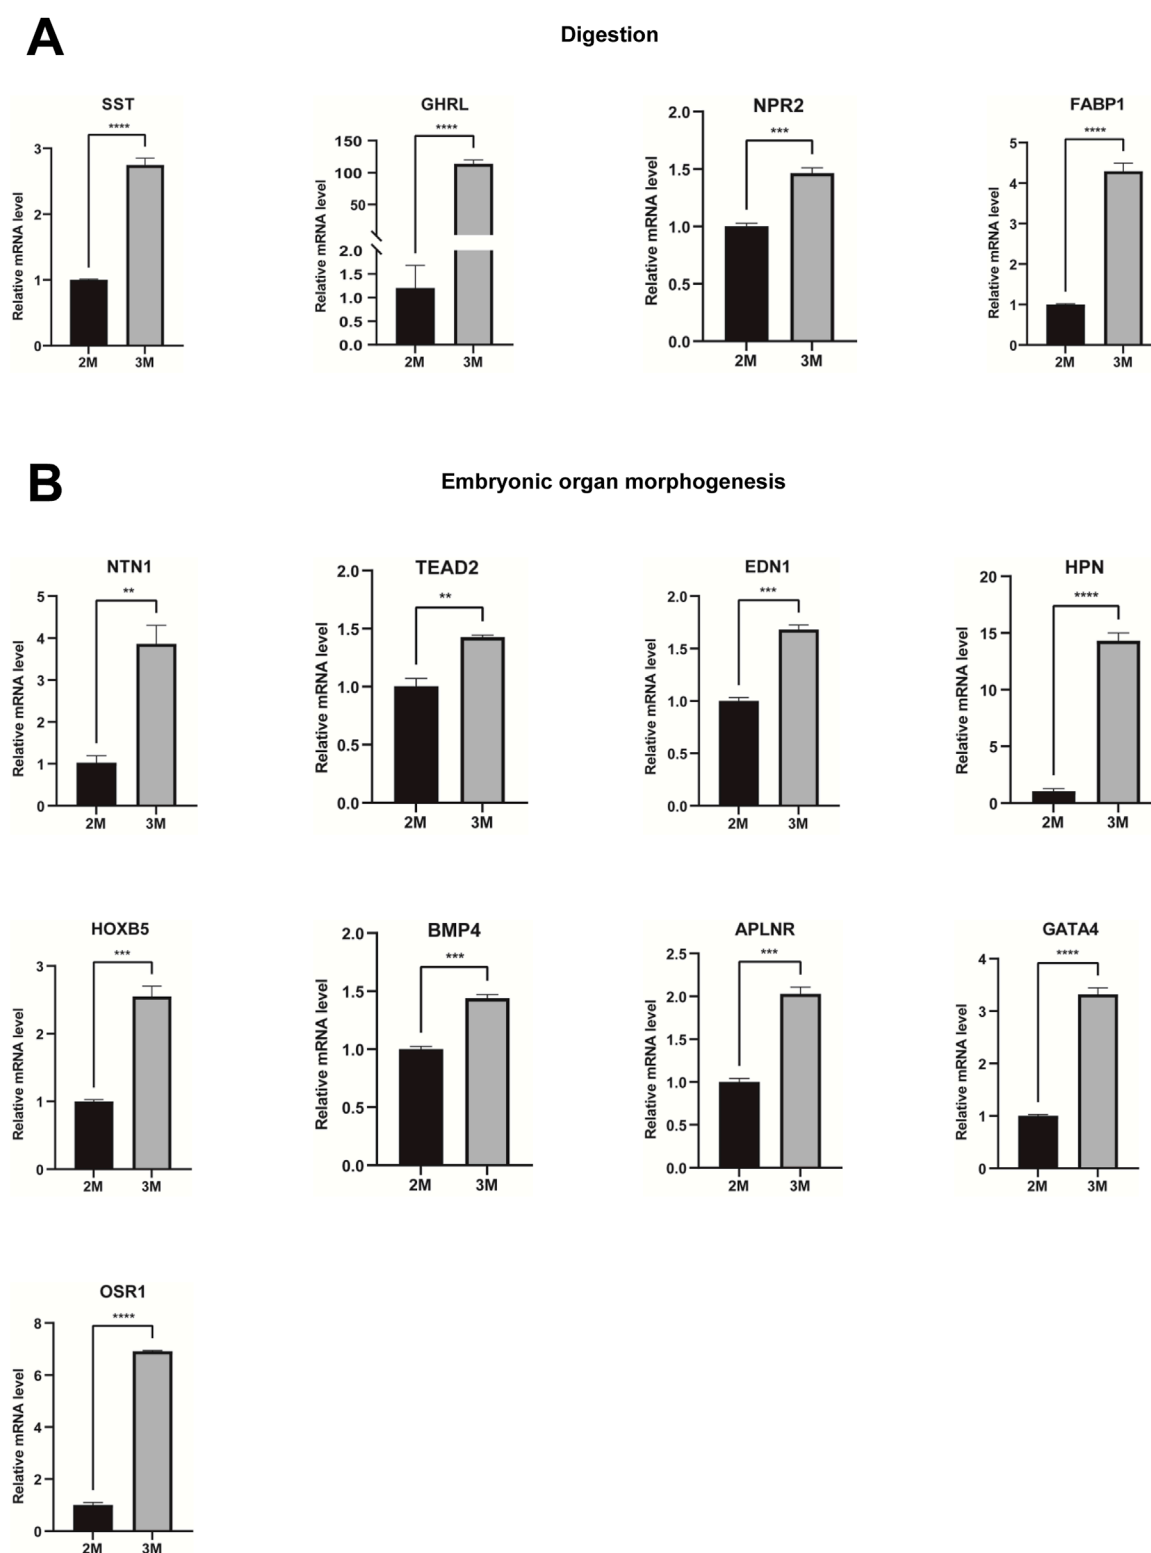 A
Digestion
SST
****
Relative mRNA level
3
2
1
0
2M 3M
GHRL
****
Relative mRNA level
150
100
50
2.0
1.5
1.0
0.5
0.0
2M 3M
NPR2
***
Relative mRNA level
2.0
1.5
1.0
0.5
0.0
2M 3M
FABP1
****
Relative mRNA level
5
4
3
2
1
0
2M 3M
B
Embryonic organ morphogenesis
NTN1
**
Relative mRNA level
5
4
3
2
1
0
2M 3M
TEAD2
**
Relative mRNA level
2.0
1.5
1.0
0.5
0.0
2M 3M
EDN1
***
Relative mRNA level
2.0
1.5
1.0
0.5
0.0
2M 3M
HPN
****
Relative mRNA level
20
15
10
5
0
2M 3M
HOXB5
***
Relative mRNA level
3
2
1
0
2M 3M
BMP4
***
Relative mRNA level
2.0
1.5
1.0
0.5
0.0
2M 3M
APLNR
***
Relative mRNA level
2.5
2.0
1.5
1.0
0.5
0.0
2M 3M
GATA4
****
Relative mRNA level
4
3
2
1
0
2M 3M
OSR1
****
Relative mRNA level
8
6
4
2
0
2M 3M